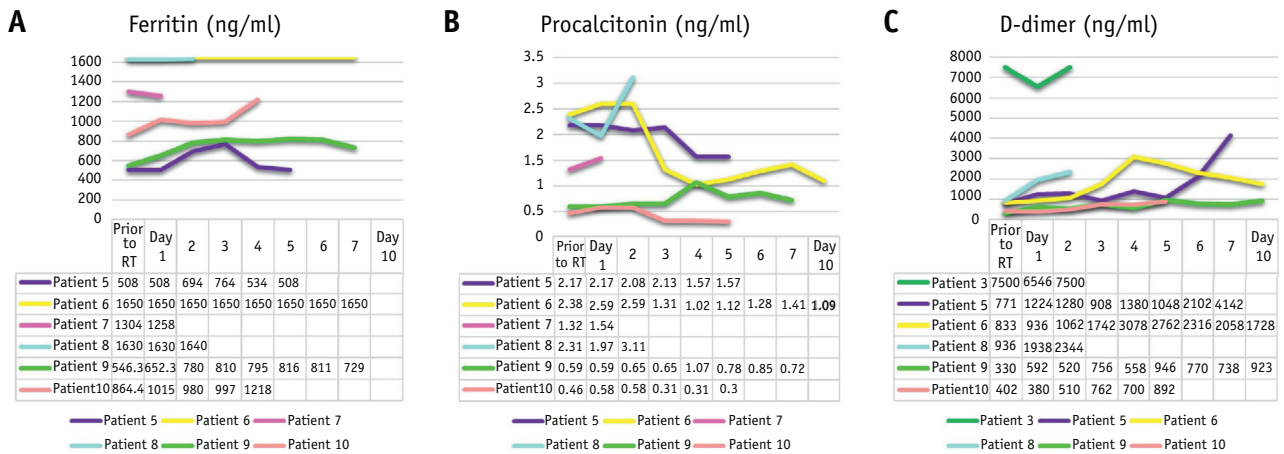 A Ferritin (ng/ml)
1600
1400
1200
1000
800
600
400
200
0
Prior to RT Day 1 2 3 4 5 6 7 Day 10
Patient 5 508 508 694 764 534 508
Patient 6 1650 1650 1650 1650 1650 1650 1650 1650
Patient 7 1304 1258
Patient 8 1630 1630 1640
Patient 9 546.3 652.3 780 810 795 816 811 729
Patient10 864.4 1015 980 997 1218
Patient 5 Patient 6 Patient 7
Patient 8 Patient 9 Patient 10
B Procalcitonin (ng/ml)
3.5
3
2.5
2
1.5
1
0.5
0
Prior to RT Day 1 2 3 4 5 6 7 Day 10
Patient 5 2.17 2.17 2.08 2.13 1.57 1.57
Patient 6 2.38 2.59 2.59 1.31 1.02 1.12 1.28 1.41 1.09
Patient 7 1.32 1.54
Patient 8 2.31 1.97 3.11
Patient 9 0.59 0.59 0.65 0.65 1.07 0.78 0.85 0.72
Patient10 0.46 0.58 0.58 0.31 0.31 0.3
Patient 5 Patient 6 Patient 7
Patient 8 Patient 9 Patient 10
C D-dimer (ng/ml)
8000
7000
6000
5000
4000
3000
2000
1000
0
Prior to RT Day 1 2 3 4 5 6 7 Day 10
Patient 3 7500 6546 7500
Patient 5 771 1224 1280 908 1380 1048 2102 4142
Patient 6 833 936 1062 1742 3078 2762 2316 2058 1728
Patient 8 936 1938 2344
Patient 9 330 592 520 756 558 946 770 738 923
Patient10 402 380 510 762 700 892
Patient 3 Patient 5 Patient 6
Patient 8 Patient 9 Patient 10